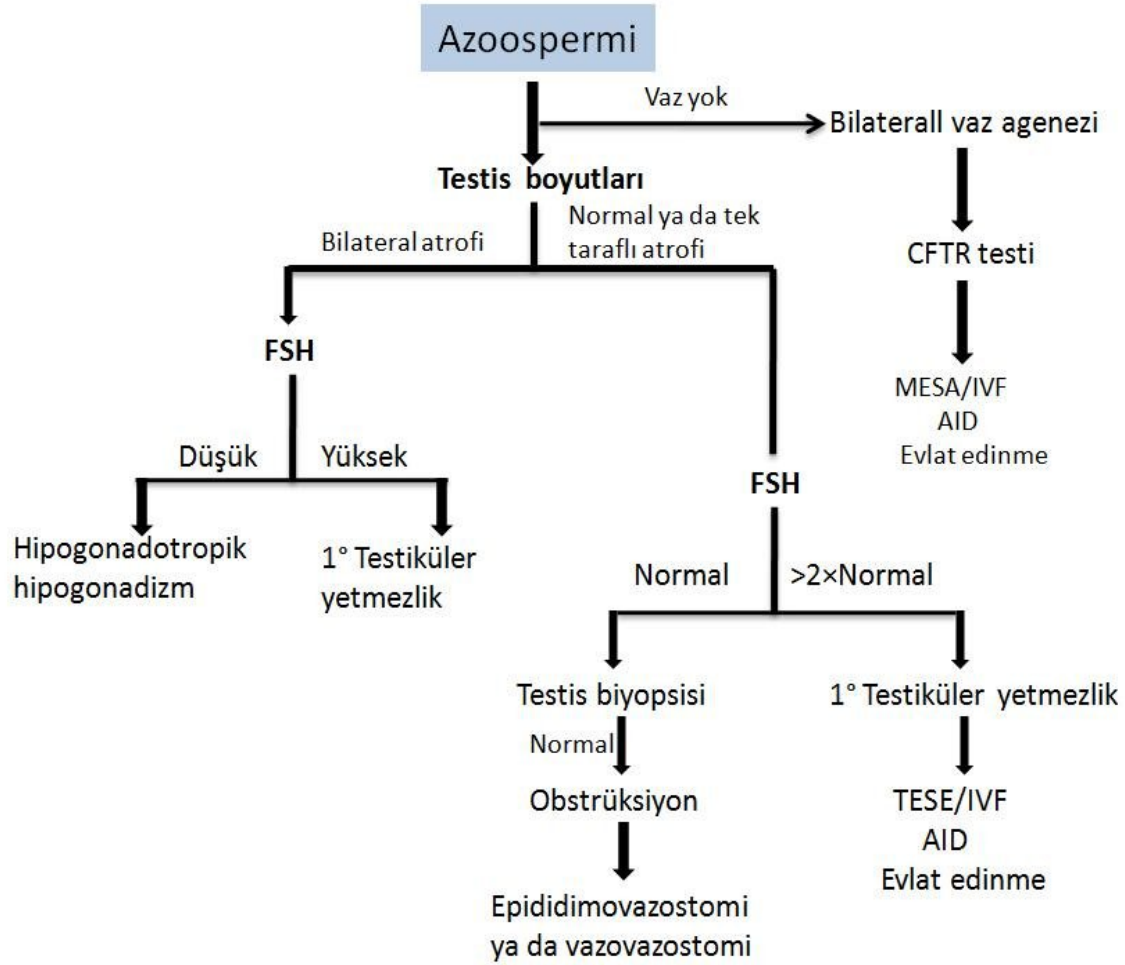 Azoospermi
Vaz yok
Bilaterall vaz agenezi
Testis boyutları
Bilateral atrofi
Normal ya da tek
taraflı atrofi
CFTR testi
FSH
MESA/IVF
AID
Evlat edinme
Düşük
Yüksek
FSH
Hipogonadotropik
hipogonadizm
1° Testiküler
yetmezlik
Normal
>2×Normal
Testis biyopsisi
1° Testiküler yetmezlik
Normal
Obstrüksiyon
TESE/IVF
AID
Evlat edinme
Epididimovazostomi
ya da vazovazostomi